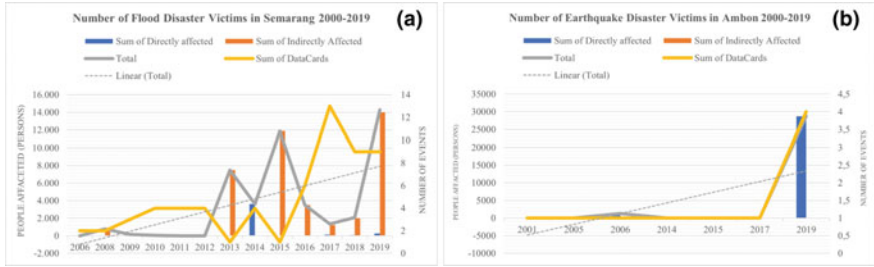 Number of Flood Disaster Victims in Semarang 2000-2019 (a)
Sum of Directly affected Sum of Indirectly Affected
Total Sum of DataCards
Linear (Total)
PEOPLE AFFACETED (PERSONS)
16.000
14.000
12.000
10.000
8.000
6.000
4.000
2.000
0
-2.000
2006 2008 2009 2010 2011 2012 2013 2014 2015 2016 2017 2018 2019
14
12
10
8
6
4
2
0
NUMBER OF EVENTS
Number of Earthquake Disaster Victims in Ambon 2000-2019 (b)
Sum of Directly affected Sum of Indirectly Affected
Total Sum of DataCards
Linear (Total)
PEOPLE AFFACTED (PERSONS)
35000
30000
25000
20000
15000
10000
5000
0
-5000
-10000
2001 2005 2006 2014 2015 2017 2019
4,5
4
3,5
3
2,5
2
1,5
1
0,5
0
NUMBER OF EVENTS